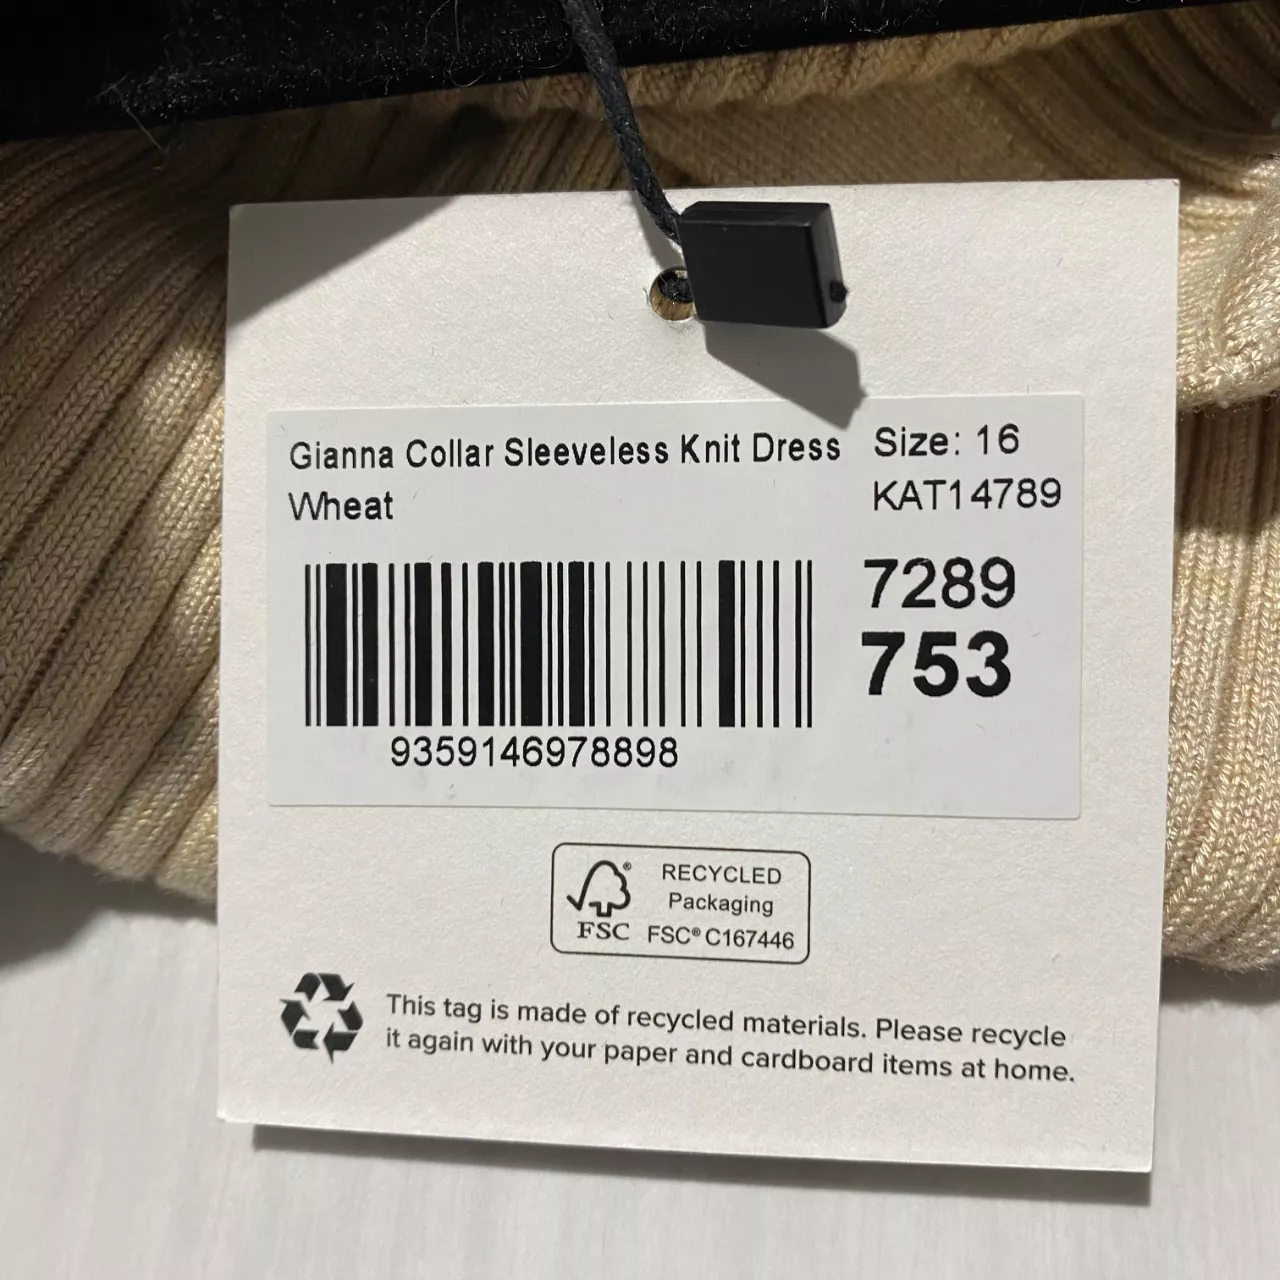 Gianna Collar Sleeveless Knit Dress
Wheat
Size: 16
KAT14789
7289
753
9359146978898
RECYCLED
Packaging
FSC® C167446
FSC
This tag is made of recycled materials. Please recycle
it again with your paper and cardboard items at home.